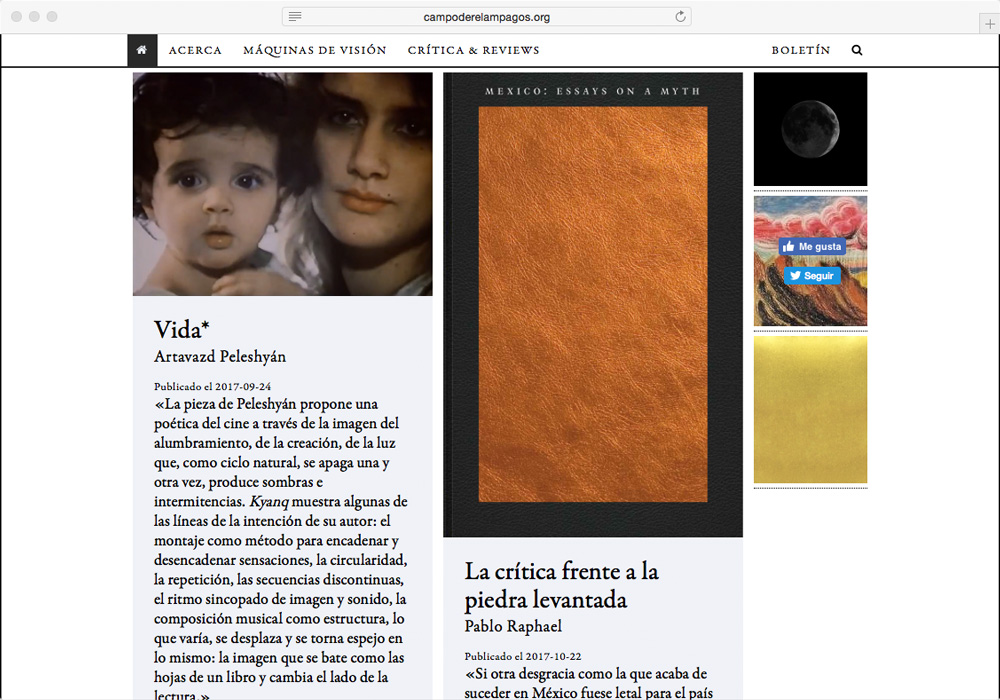 campoderelampagos.org
ACERCA MÁQUINAS DE VISIÓN CRÍTICA & REVIEWS BOLETÍN
Vida*
Artavazd Peleshyán
Publicado el 2017-09-24
«La pieza de Peleshyán propone una
poética del cine a través de la imagen del
alumbramiento, de la creación, de la luz
que, como ciclo natural, se apaga una y
otra vez, produce sombras e
intermitencias. Kyanq muestra algunas de
las líneas de la intención de su autor: el
montaje como método para encadenar y
desencadenar sensaciones, la circularidad,
la repetición, las secuencias discontinuas,
el ritmo sincopado de imagen y sonido, la
composición musical como estructura, lo
que varía, se desplaza y se torna espejo en
lo mismo: la imagen que se bate como las
hojas de un libro y cambia el lado de la
lectura.»
MEXICO: ESSAYS ON A MYTH
La crítica frente a la
piedra levantada
Pablo Raphael
Publicado el 2017-10-22
«Si otra desgracia como la que acaba de
suceder en México fuese letal para el país
Me gusta
Seguir